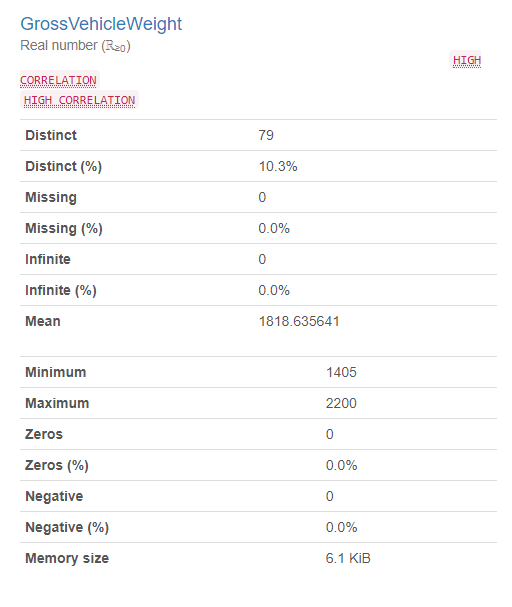 GrossVehicleWeight
Real number (ℝ≥0)
HIGH
CORRELATION
HIGH CORRELATION
Distinct 79
Distinct (%) 10.3%
Missing 0
Missing (%) 0.0%
Infinite 0
Infinite (%) 0.0%
Mean 1818.635641
Minimum 1405
Maximum 2200
Zeros 0
Zeros (%) 0.0%
Negative 0
Negative (%) 0.0%
Memory size 6.1 KiB